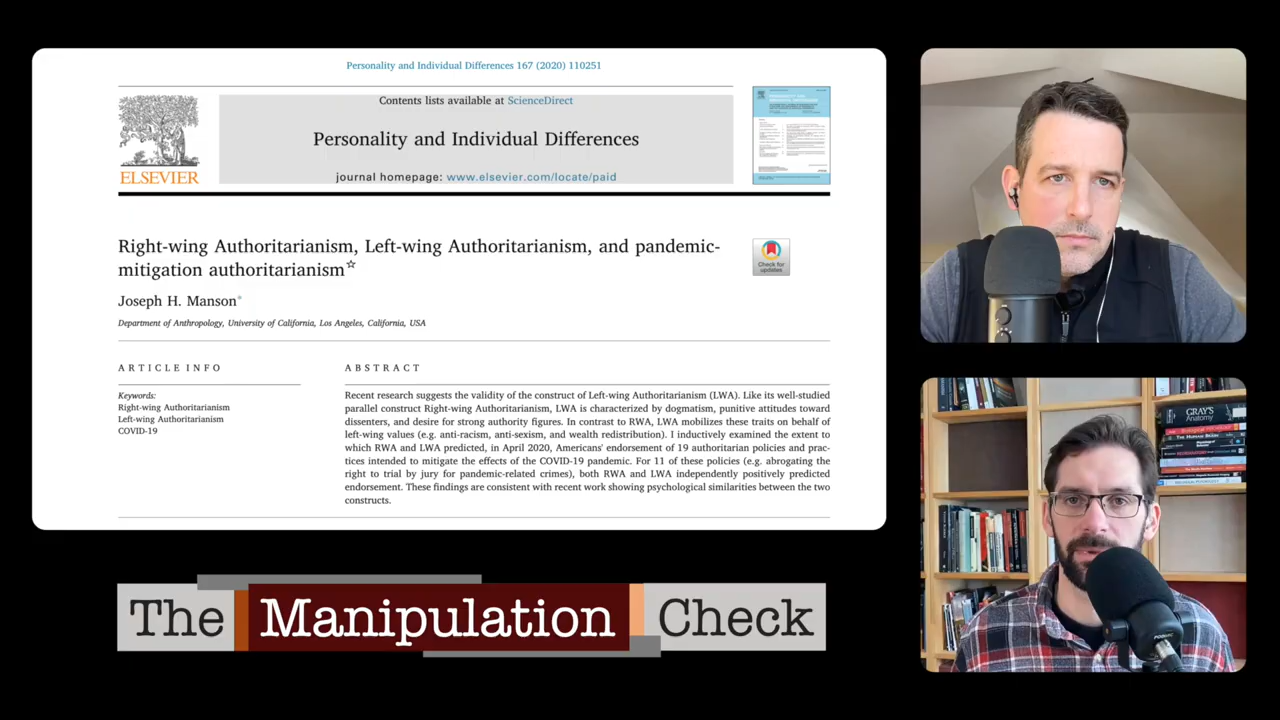 Personality and Individual Differences 167 (2020) 110251
Contents lists available at ScienceDirect
Personality and Individual Differences
journal homepage: www.elsevier.com/locate/paid
ELSEVIER
Right-wing Authoritarianism, Left-wing Authoritarianism, and pandemic-
mitigation authoritarianism☆
Check for
updates
Joseph H. Manson*
Department of Anthropology, University of California, Los Angeles, California, USA
ARTICLE INFO
Keywords:
Right-wing Authoritarianism
Left-wing Authoritarianism
COVID-19
ABSTRACT
Recent research suggests the validity of the construct of Left-wing Authoritarianism (LWA). Like its well-studied
parallel construct Right-wing Authoritarianism, LWA is characterized by dogmatism, punitive attitudes toward
dissenters, and desire for strong authority figures. In contrast to RWA, LWA mobilizes these traits on behalf of
left-wing values (e.g. anti-racism, anti-sexism, and wealth redistribution). I inductively examined the extent to
which RWA and LWA predicted, in April 2020, Americans' endorsement of 19 authoritarian policies and prac-
tices intended to mitigate the effects of the COVID-19 pandemic. For 11 of these policies (e.g. abrogating the
right to trial by jury for pandemic-related crimes), both RWA and LWA independently positively predicted
endorsement. These findings are consistent with recent work showing psychological similarities between the two
constructs.
The Manipulation Check
GRAY'S
Anatomy